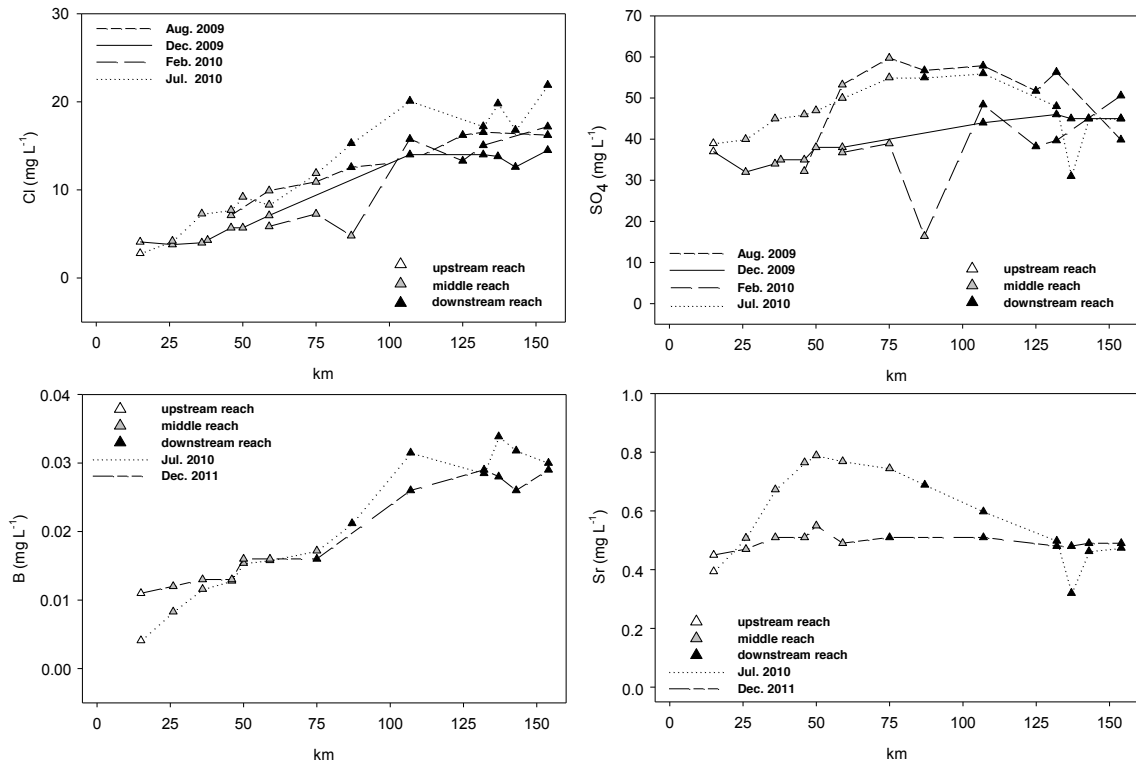 30
20
10
0
Cl (mg L⁻¹)
Aug. 2009
Dec. 2009
Feb. 2010
Jul. 2010
upstream reach
middle reach
downstream reach
0 25 50 75 100 125 150
km
70
60
50
40
30
20
10
0
SO₄ (mg L⁻¹)
Aug. 2009
Dec. 2009
Feb. 2010
Jul. 2010
upstream reach
middle reach
downstream reach
0 25 50 75 100 125 150
km
0.04
0.03
0.02
0.01
0.00
B (mg L⁻¹)
upstream reach
middle reach
downstream reach
Jul. 2010
Dec. 2011
0 25 50 75 100 125 150
km
1.0
0.8
0.6
0.4
0.2
0.0
Sr (mg L⁻¹)
upstream reach
middle reach
downstream reach
Jul. 2010
Dec. 2011
0 25 50 75 100 125 150
km